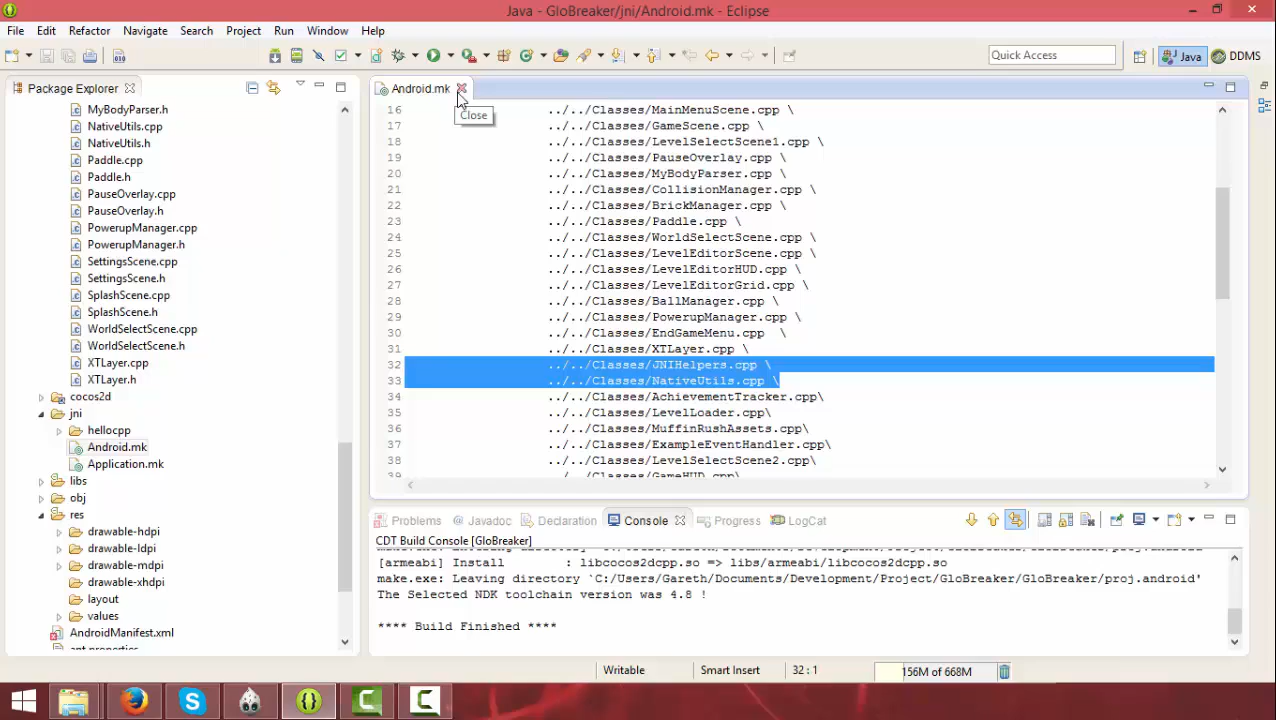 Java - GloBreaker/jni/Android.mk - Eclipse
File Edit Refactor Navigate Search Project Run Window Help
Quick Access
Java
DDMS
Package Explorer
MyBodyParser.h
NativeUtils.cpp
NativeUtils.h
Paddle.cpp
Paddle.h
PauseOverlay.cpp
PauseOverlay.h
PowerupManager.cpp
PowerupManager.h
SettingsScene.cpp
SettingsScene.h
SplashScene.cpp
SplashScene.h
WorldSelectScene.cpp
WorldSelectScene.h
XTLayer.cpp
XTLayer.h
cocos2d
jni
hellocpp
Android.mk
Application.mk
libs
obj
res
drawable-hdpi
drawable-ldpi
drawable-mdpi
drawable-xhdpi
layout
values
AndroidManifest.xml
ant.properties
Android.mk
Close
16 ../../Classes/MainMenuScene.cpp \
17 ../../Classes/GameScene.cpp \
18 ../../Classes/LevelSelectScene1.cpp \
19 ../../Classes/PauseOverlay.cpp \
20 ../../Classes/MyBodyParser.cpp \
21 ../../Classes/CollisionManager.cpp \
22 ../../Classes/BrickManager.cpp \
23 ../../Classes/Paddle.cpp \
24 ../../Classes/WorldSelectScene.cpp \
25 ../../Classes/LevelEditorScene.cpp \
26 ../../Classes/LevelEditorHUD.cpp \
27 ../../Classes/LevelEditorGrid.cpp \
28 ../../Classes/BallManager.cpp \
29 ../../Classes/PowerupManager.cpp \
30 ../../Classes/EndGameMenu.cpp  \
31 ../../Classes/XTLayer.cpp \
32 ../../Classes/JNIHelpers.cpp \
33 ../../Classes/NativeUtils.cpp \
34 ../../Classes/AchievementTracker.cpp\
35 ../../Classes/LevelLoader.cpp\
36 ../../Classes/MuffinRushAssets.cpp\
37 ../../Classes/ExampleEventHandler.cpp\
38 ../../Classes/LevelSelectScene2.cpp\
39 ../../Classes/GameHUD.cpp\
Problems Javadoc Declaration Console Progress LogCat
CDT Build Console [GloBreaker]
[armeabi] Install : libcocos2dcpp.so => libs/armeabi/libcocos2dcpp.so
make.exe: Leaving directory `C:/Users/Gareth/Documents/Development/Project/GloBreaker/GloBreaker/proj.android'
The Selected NDK toolchain version was 4.8 !
**** Build Finished ****
Writable
Smart Insert
32 : 1
156M of 668M